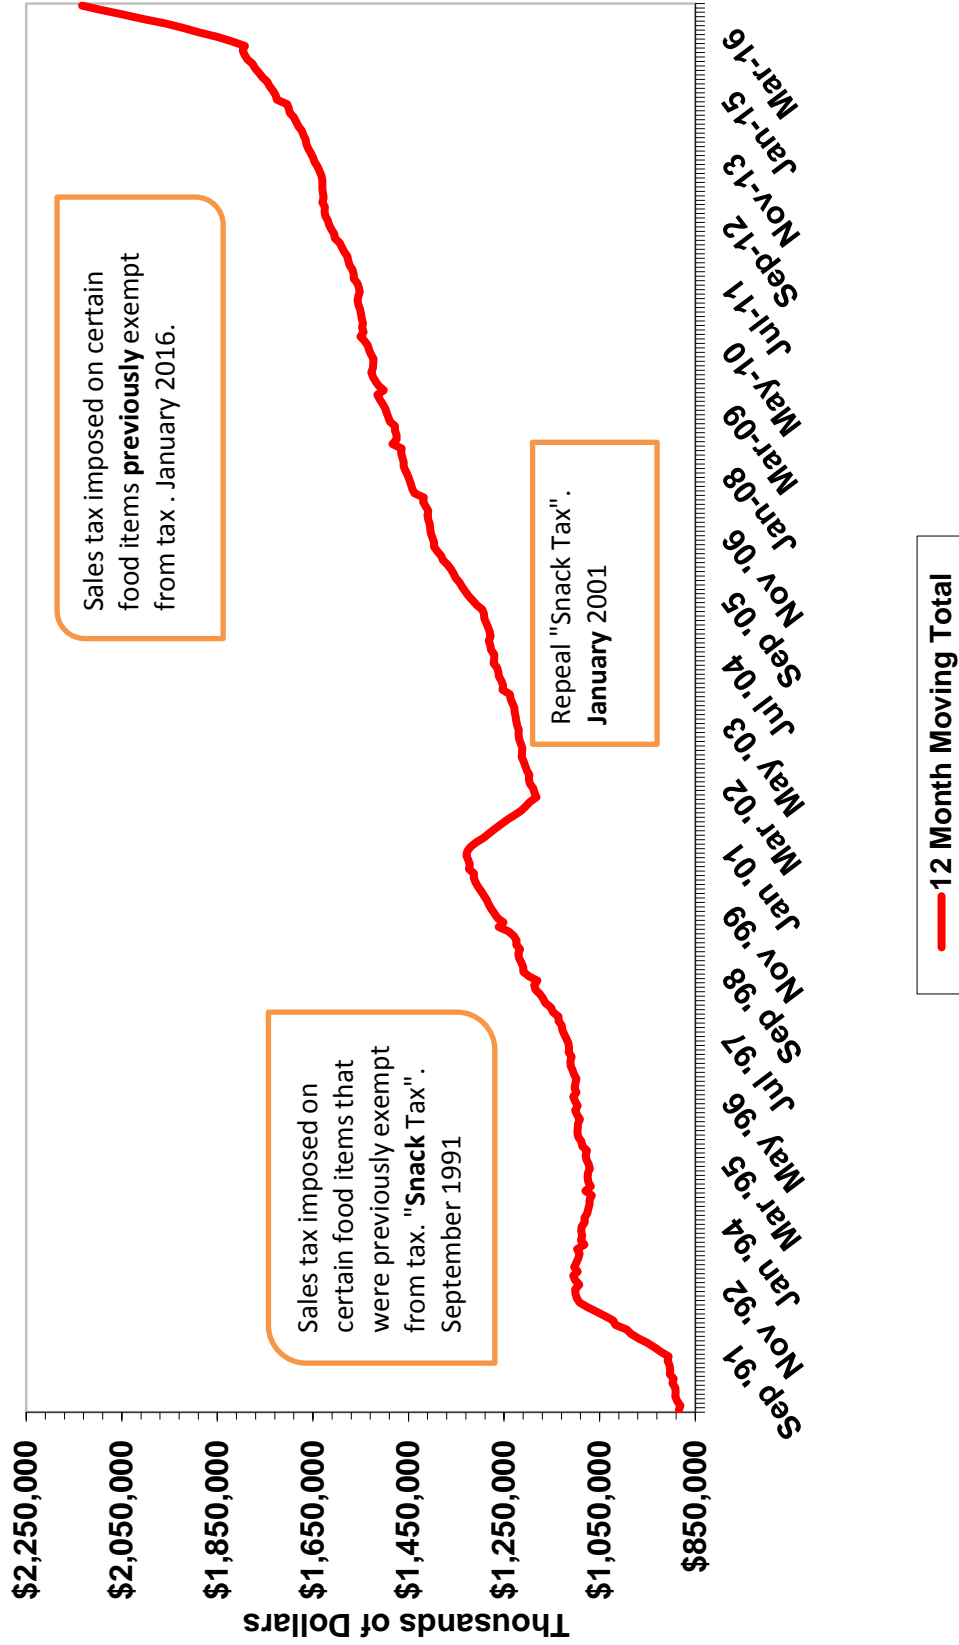 $2,250,000
$2,050,000
$1,850,000
$1,650,000
$1,450,000
$1,250,000
$1,050,000
$850,000
Thousands of Dollars
Sales tax imposed on certain
food items previously exempt
from tax . January 2016.
Sales tax imposed on
certain food items that
were previously exempt
from tax. "Snack Tax".
September 1991
Repeal "Snack Tax".
January 2001
Sep '91
Nov '92
Jan '94
Mar '95
May '96
Jul '97
Sep '98
Nov '99
Jan '01
Mar '02
May '03
Jul '04
Sep '05
Nov '06
Jan-08
Mar-09
May-10
Jul-11
Sep-12
Nov-13
Jan-15
Mar-16
12 Month Moving Total